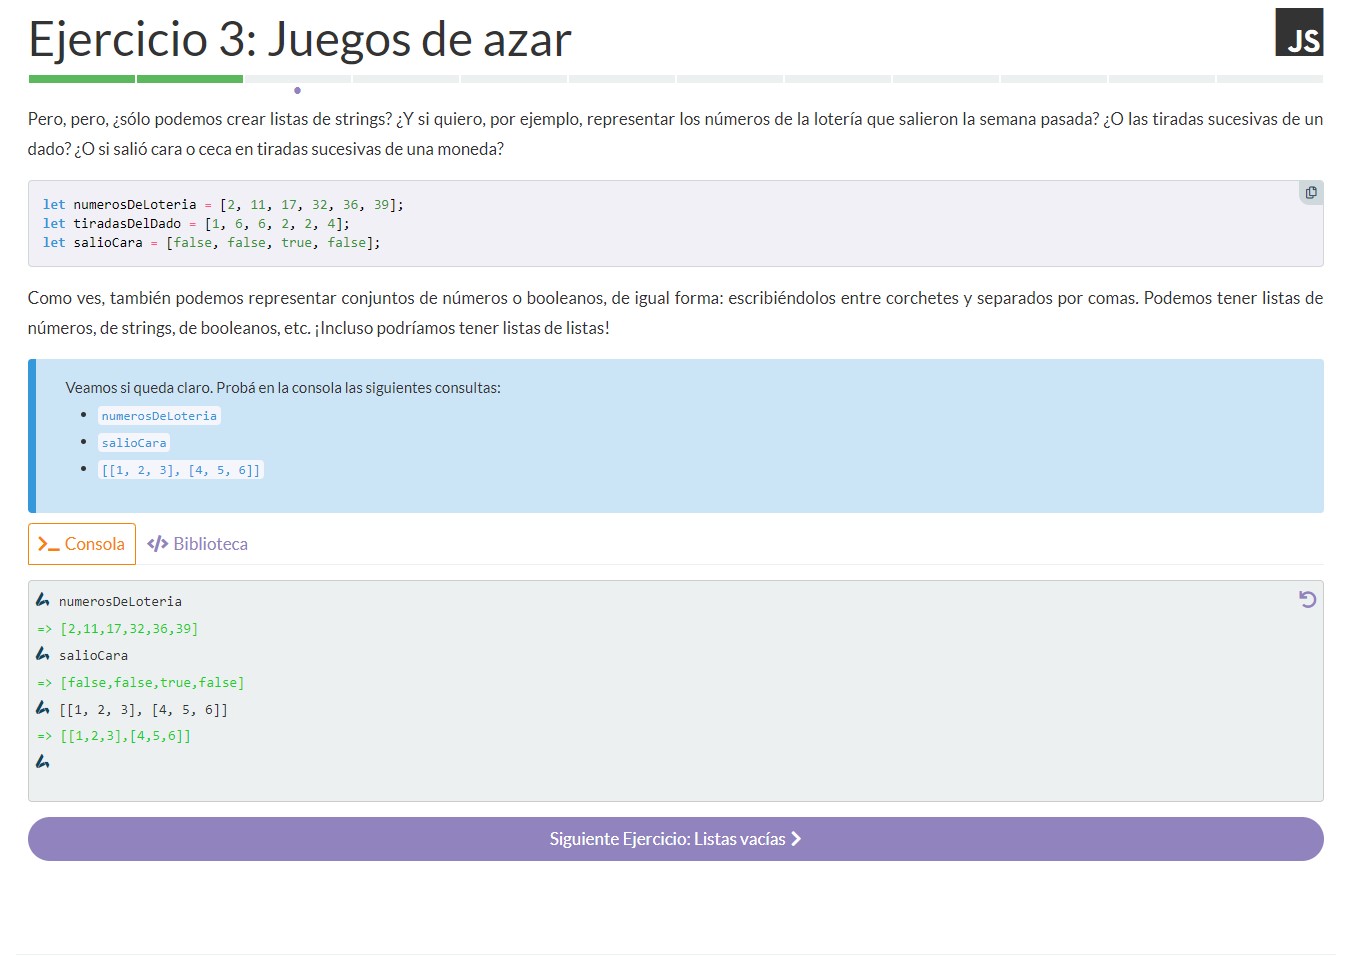 Ejercicio 3: Juegos de azar
JS
Pero, pero, ¿sólo podemos crear listas de strings? ¿Y si quiero, por ejemplo, representar los números de la lotería que salieron la semana pasada? ¿O las tiradas sucesivas de un
dado? ¿O si salió cara o ceca en tiradas sucesivas de una moneda?
let numerosDeLoteria = [2, 11, 17, 32, 36, 39];
let tiradasDelDado = [1, 6, 6, 2, 2, 4];
let salioCara = [false, false, true, false];
Como ves, también podemos representar conjuntos de números o booleanos, de igual forma: escribiéndolos entre corchetes y separados por comas. Podemos tener listas de
números, de strings, de booleanos, etc. ¡Incluso podríamos tener listas de listas!
Veamos si queda claro. Probá en la consola las siguientes consultas:
• numerosDeLoteria
• salioCara
• [[1, 2, 3], [4, 5, 6]]
>_ Consola </> Biblioteca
numerosDeLoteria
=> [2,11,17,32,36,39]
salioCara
=> [false,false,true,false]
[[1, 2, 3], [4, 5, 6]]
=> [[1,2,3],[4,5,6]]
Siguiente Ejercicio: Listas vacías >